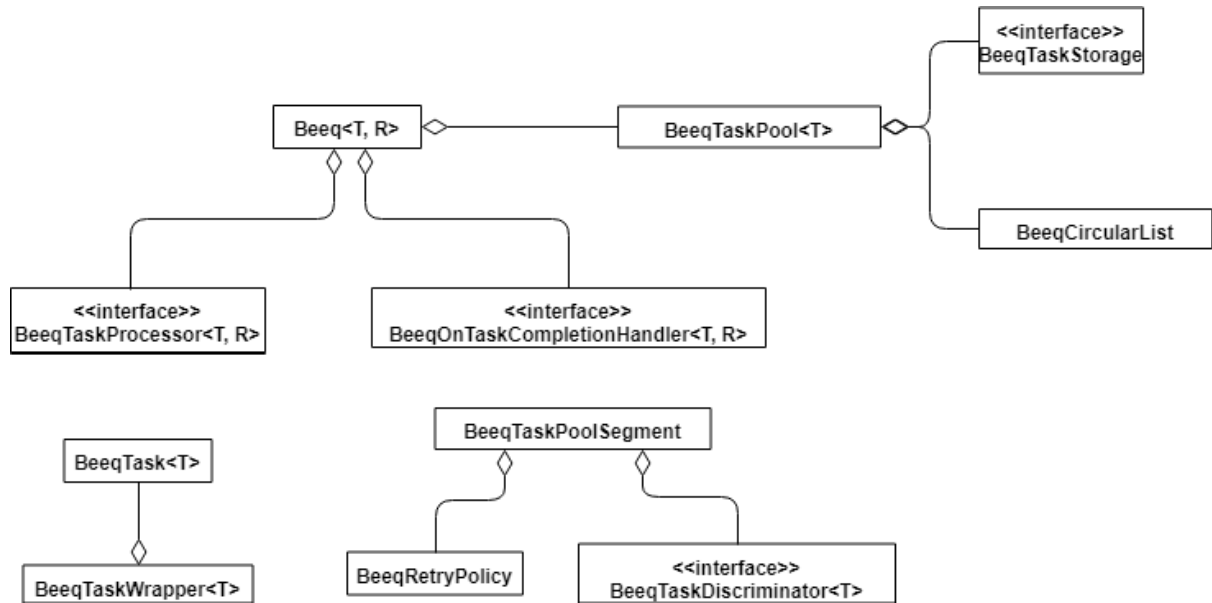 <<interface>>
BeeqTaskStorage
Beeq<T, R>
BeeqTaskPool<T>
BeeqCircularList
<<interface>>
BeeqTaskProcessor<T, R>
<<interface>>
BeeqOnTaskCompletionHandler<T, R>
BeeqTaskPoolSegment
BeeqTask<T>
BeeqRetryPolicy
<<interface>>
BeeqTaskDiscriminator<T>
BeeqTaskWrapper<T>